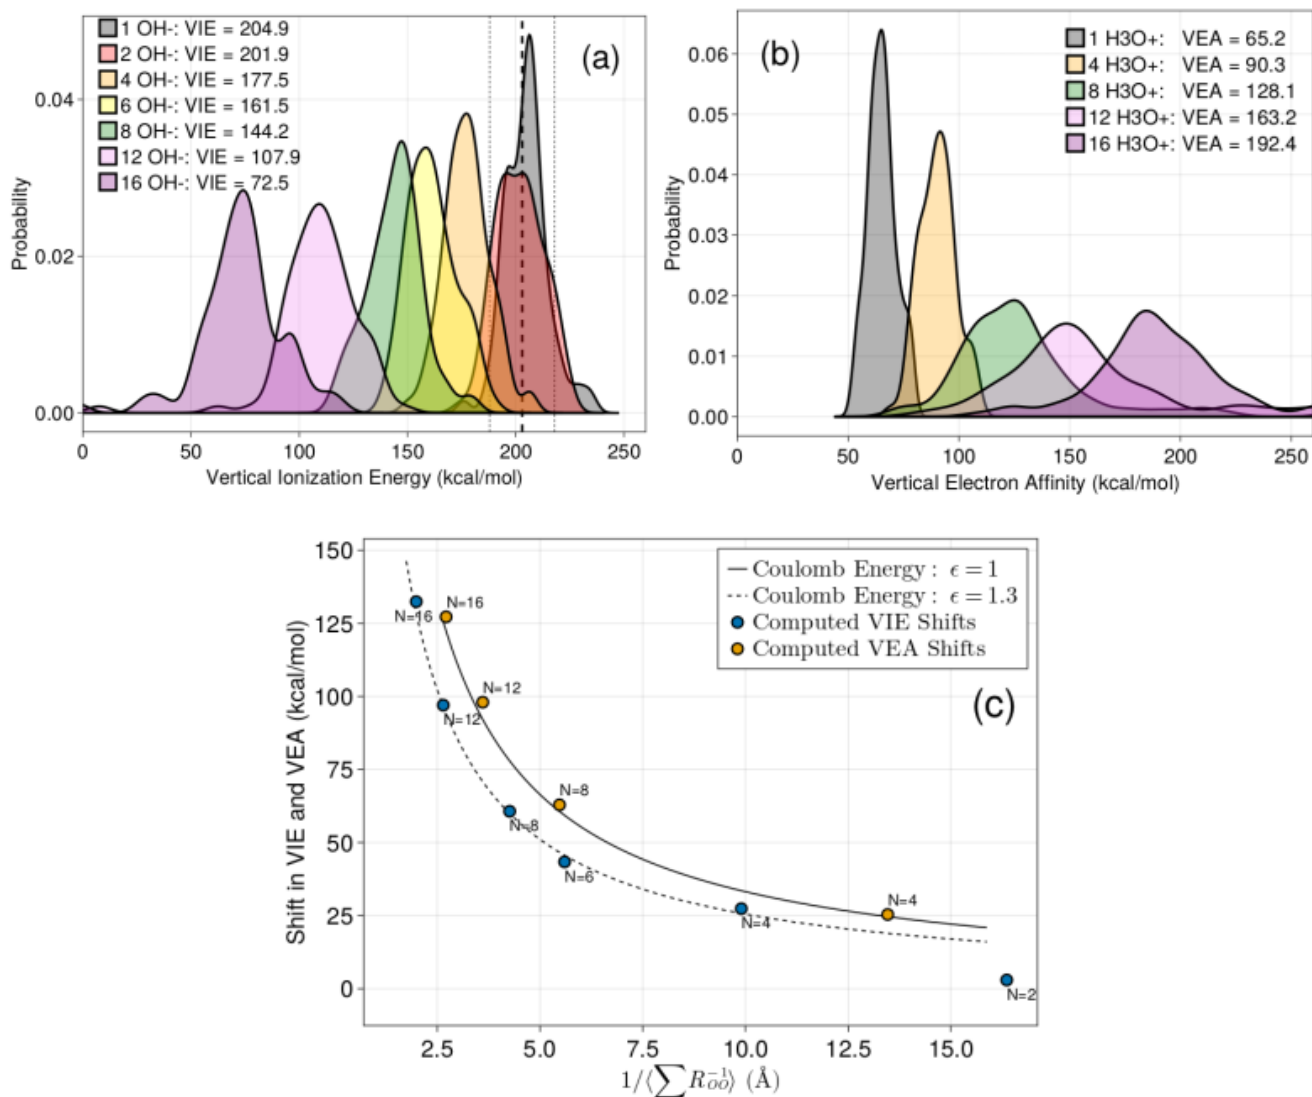 (a)
1 OH-: VIE = 204.9
2 OH-: VIE = 201.9
4 OH-: VIE = 177.5
6 OH-: VIE = 161.5
8 OH-: VIE = 144.2
12 OH-: VIE = 107.9
16 OH-: VIE = 72.5
Probability
0.04
0.02
0.00
0
50
100
150
200
250
Vertical Ionization Energy (kcal/mol)
(b)
1 H3O+: VEA = 65.2
4 H3O+: VEA = 90.3
8 H3O+: VEA = 128.1
12 H3O+: VEA = 163.2
16 H3O+: VEA = 192.4
Probability
0.06
0.05
0.04
0.03
0.02
0.01
0.00
0
50
100
150
200
250
Vertical Electron Affinity (kcal/mol)
(c)
Coulomb Energy : ϵ = 1
Coulomb Energy : ϵ = 1.3
Computed VIE Shifts
Computed VEA Shifts
Shift in VIE and VEA (kcal/mol)
150
125
100
75
50
25
0
N=16
N=16
N=12
N=12
N=8
N=8
N=6
N=4
N=4
N=2
2.5
5.0
7.5
10.0
12.5
15.0
1/⟨∑ R_OO^−1⟩ (Å)